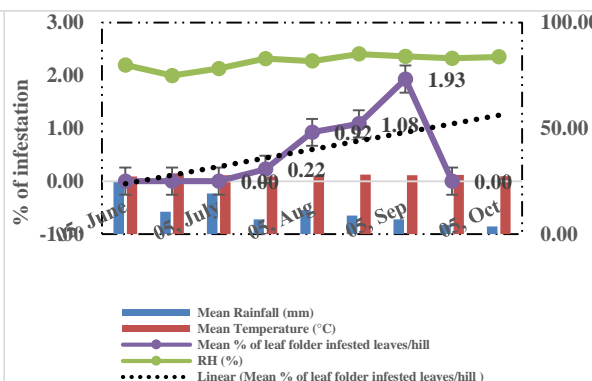 3.00
2.00
1.00
0.00
-1.00
% of infestation
100.00
50.00
0.00
1.93
0.92
1.08
0.22
0.00
0.00
05, June
05, July
05, Aug
05, Sep
05, Oct
Mean Rainfall (mm)
Mean Temperature (°C)
Mean % of leaf folder infested leaves/hill
RH (%)
Linear (Mean % of leaf folder infested leaves/hill )